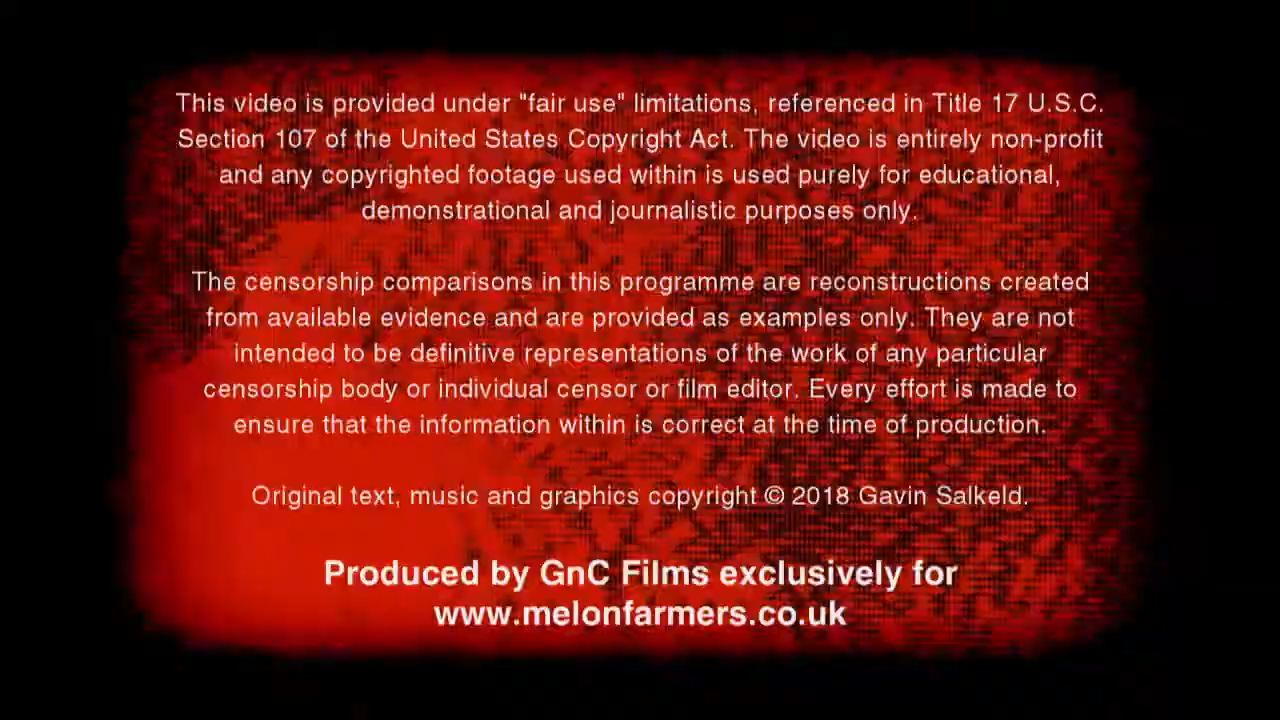 This video is provided under "fair use" limitations, referenced in Title 17 U.S.C.
Section 107 of the United States Copyright Act. The video is entirely non-profit
and any copyrighted footage used within is used purely for educational,
demonstrational and journalistic purposes only.
The censorship comparisons in this programme are reconstructions created
from available evidence and are provided as examples only. They are not
intended to be definitive representations of the work of any particular
censorship body or individual censor or film editor. Every effort is made to
ensure that the information within is correct at the time of production.
Original text, music and graphics copyright © 2018 Gavin Salkeld.
Produced by GnC Films exclusively for
www.melonfarmers.co.uk